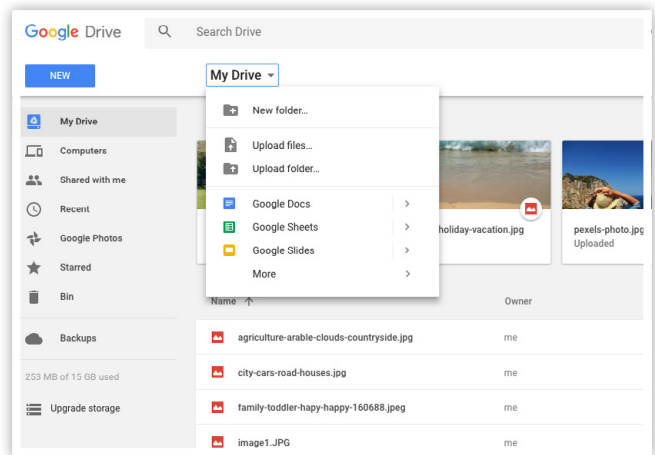 Google Drive
Search Drive
NEW
My Drive
New folder...
Upload files...
Upload folder...
Google Docs
Google Sheets
Google Slides
More
My Drive
Computers
Shared with me
Recent
Google Photos
Starred
Bin
Backups
253 MB of 15 GB used
Upgrade storage
holiday-vacation.jpg
pexels-photo.jpg
Uploaded
Name
Owner
agriculture-arable-clouds-countryside.jpg
me
city-cars-road-houses.jpg
me
family-toddler-hapy-happy-160688.jpeg
me
image1.JPG
me